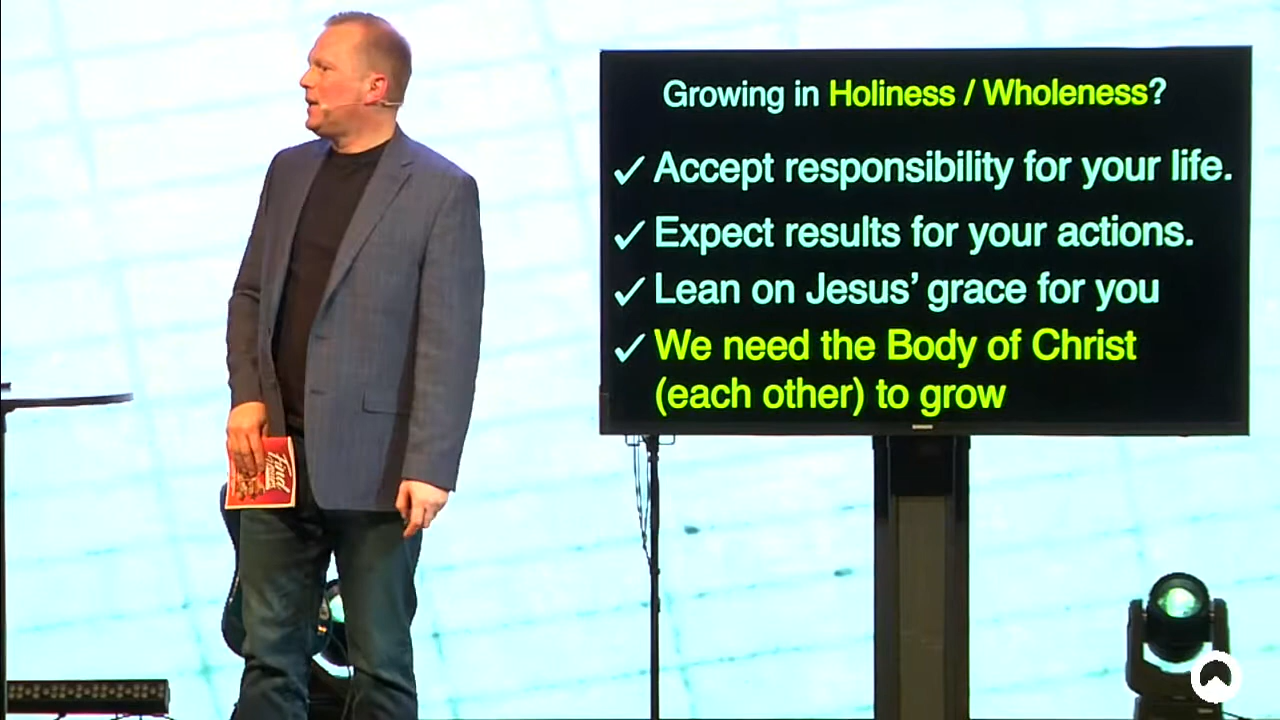 Growing in Holiness / Wholeness?
✓ Accept responsibility for your life.
✓ Expect results for your actions.
✓ Lean on Jesus' grace for you
✓ We need the Body of Christ
(each other) to grow
Find